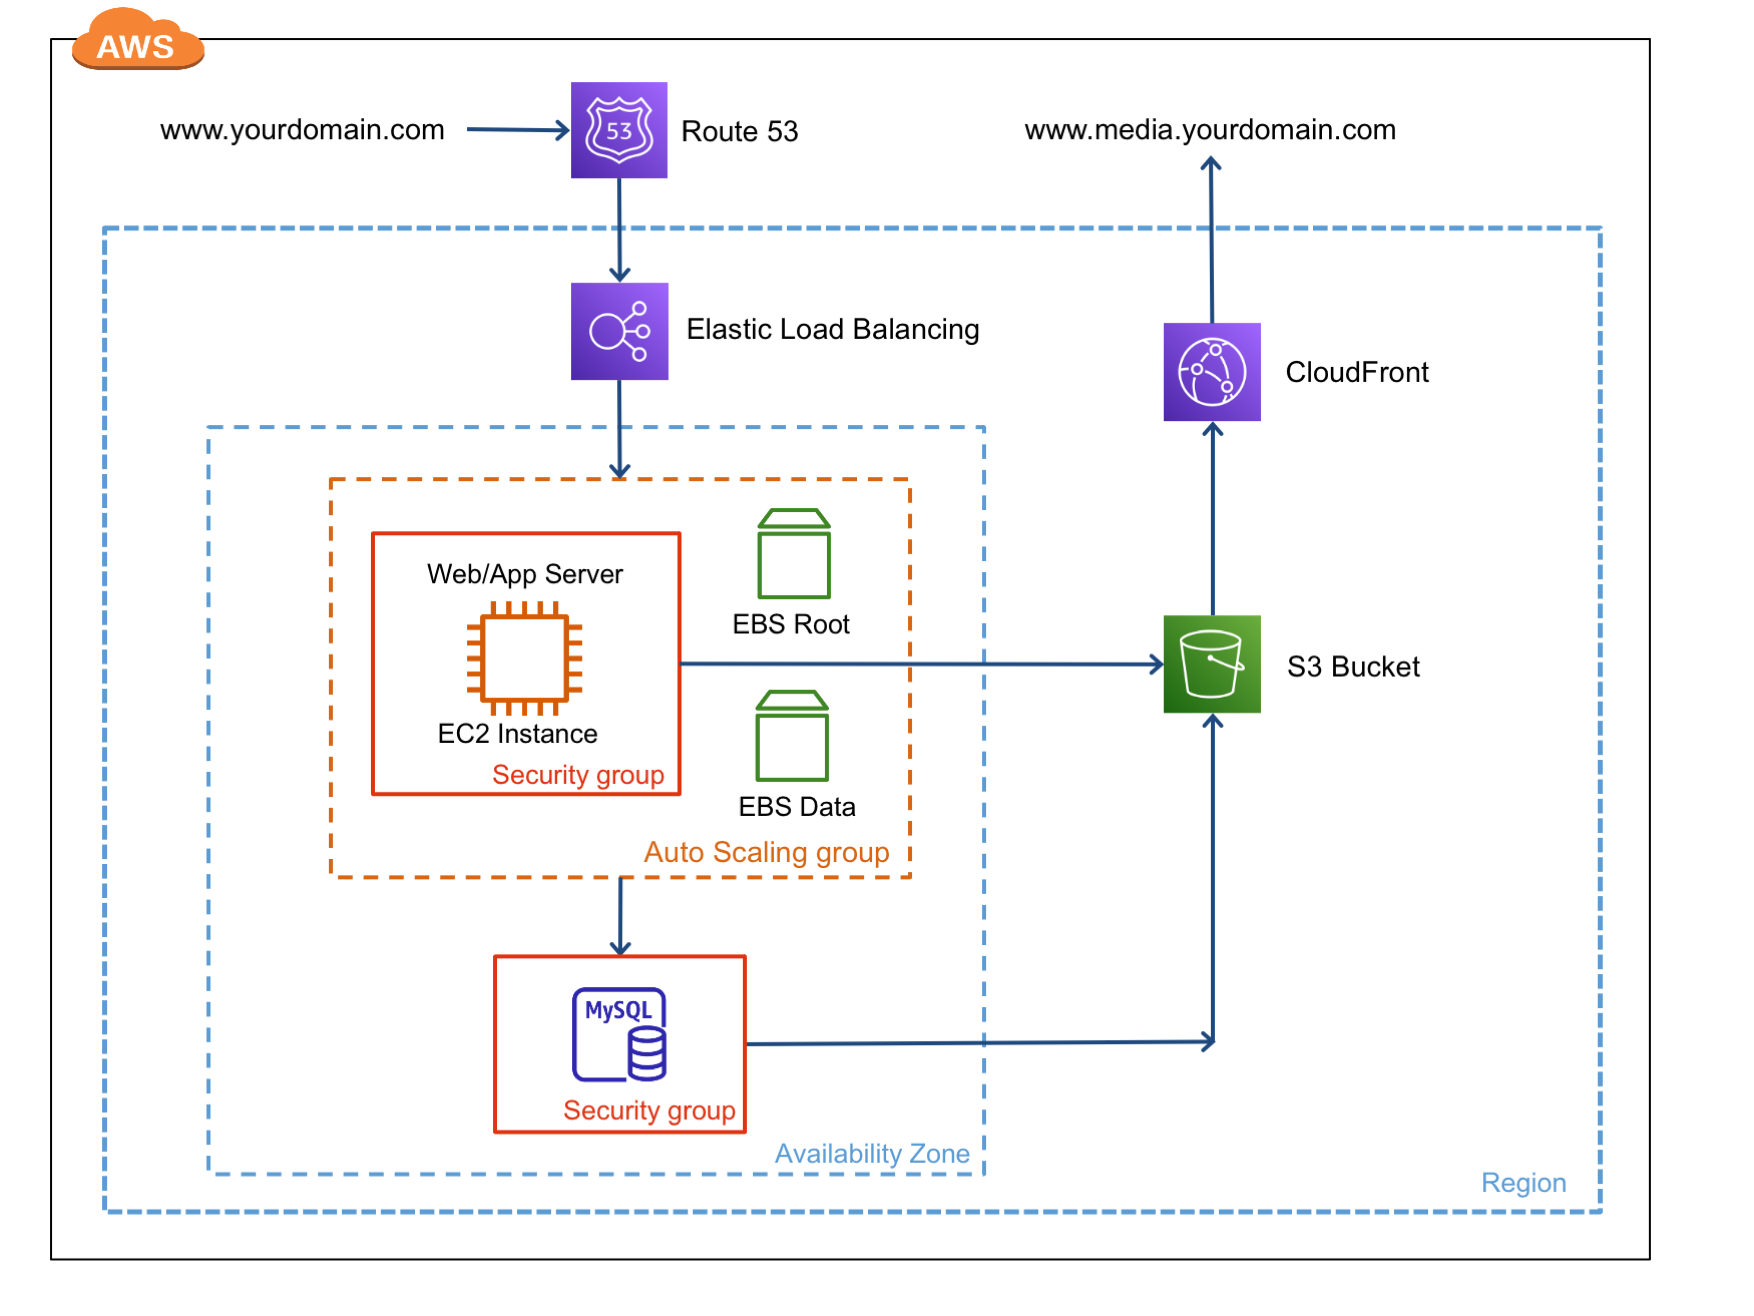 AWS
www.yourdomain.com
53
Route 53
www.media.yourdomain.com
Elastic Load Balancing
CloudFront
Web/App Server
EBS Root
S3 Bucket
EC2 Instance
Security group
EBS Data
Auto Scaling group
MySQL
Security group
Availability Zone
Region